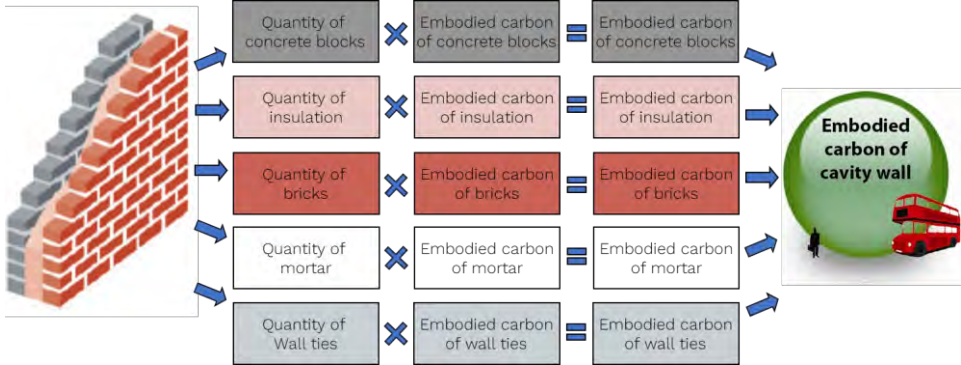 Quantity of
concrete blocks
Embodied carbon
of concrete blocks
Embodied carbon
of concrete blocks
Quantity of
insulation
Embodied carbon
of insulation
Embodied carbon
of insulation
Quantity of
bricks
Embodied carbon
of bricks
Embodied carbon
of bricks
Quantity of
mortar
Embodied carbon
of mortar
Embodied carbon
of mortar
Quantity of
Wall ties
Embodied carbon
of wall ties
Embodied carbon
of wall ties
Embodied
carbon of
cavity wall